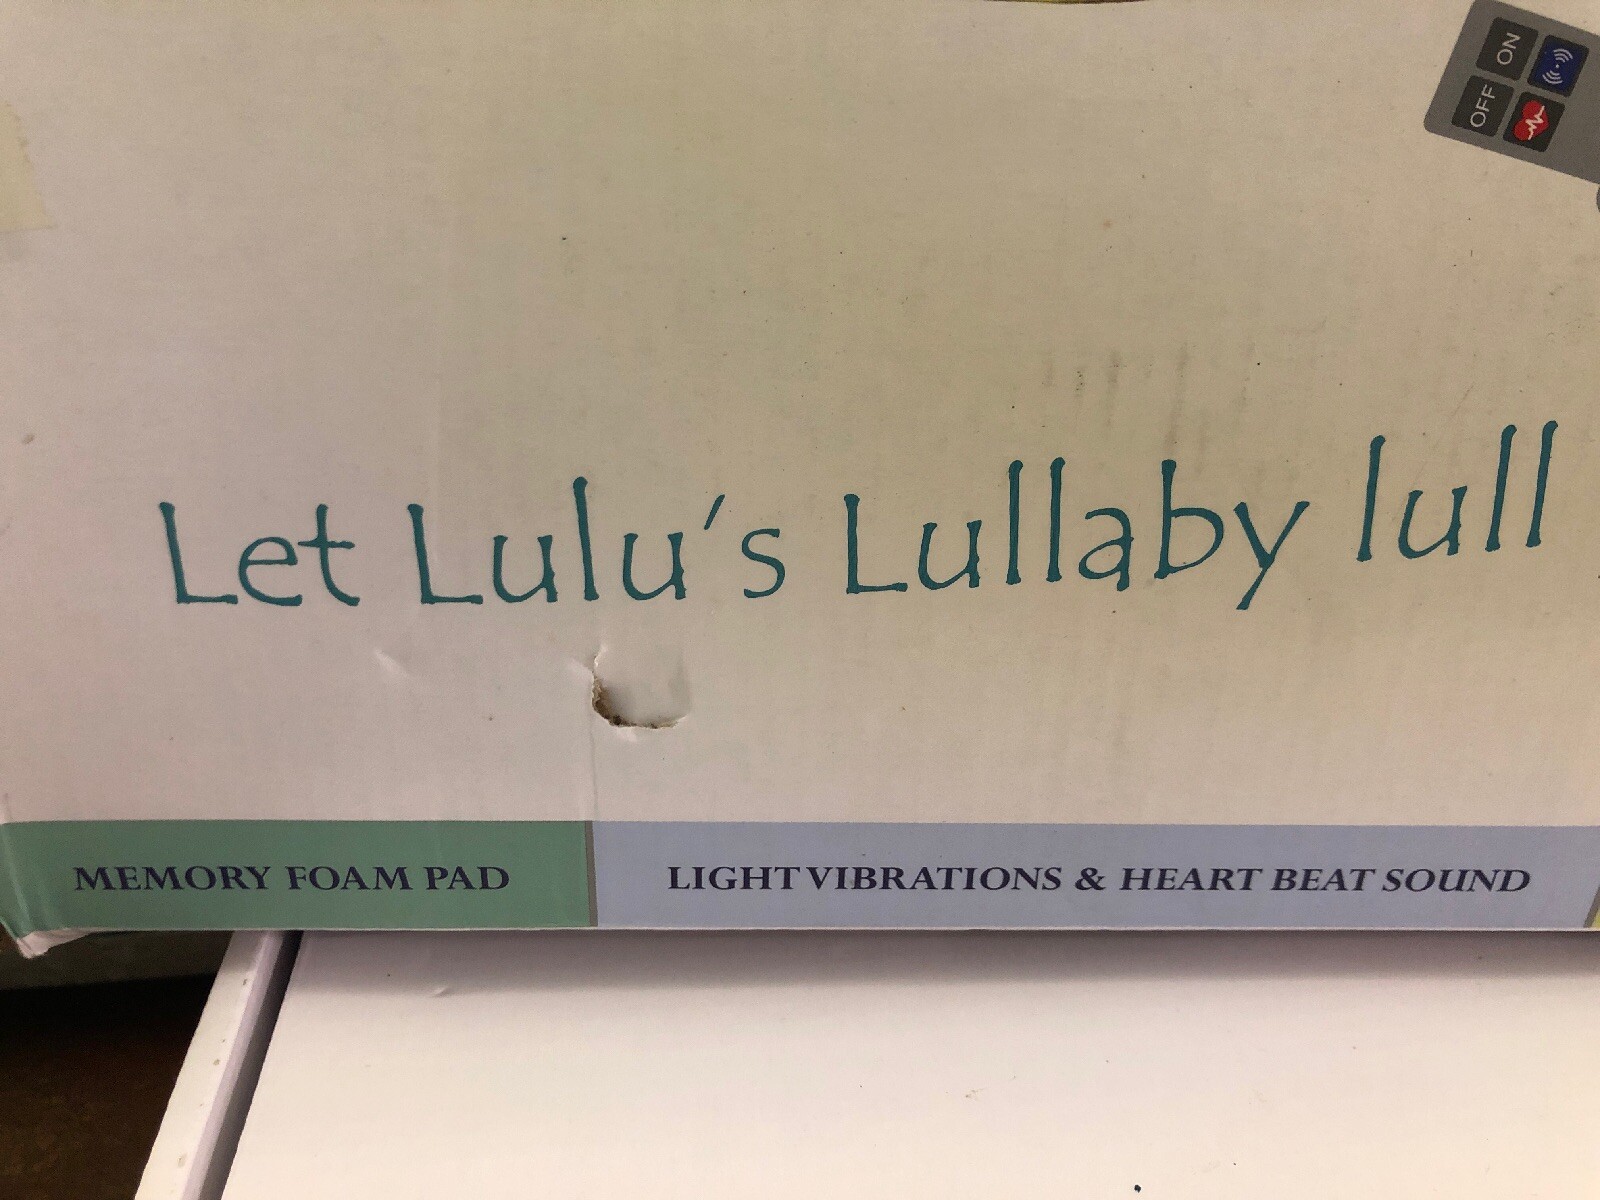 ON
OFF
Let Lulu's Lullaby lull
MEMORY FOAM PAD
LIGHT VIBRATIONS & HEART BEAT SOUND